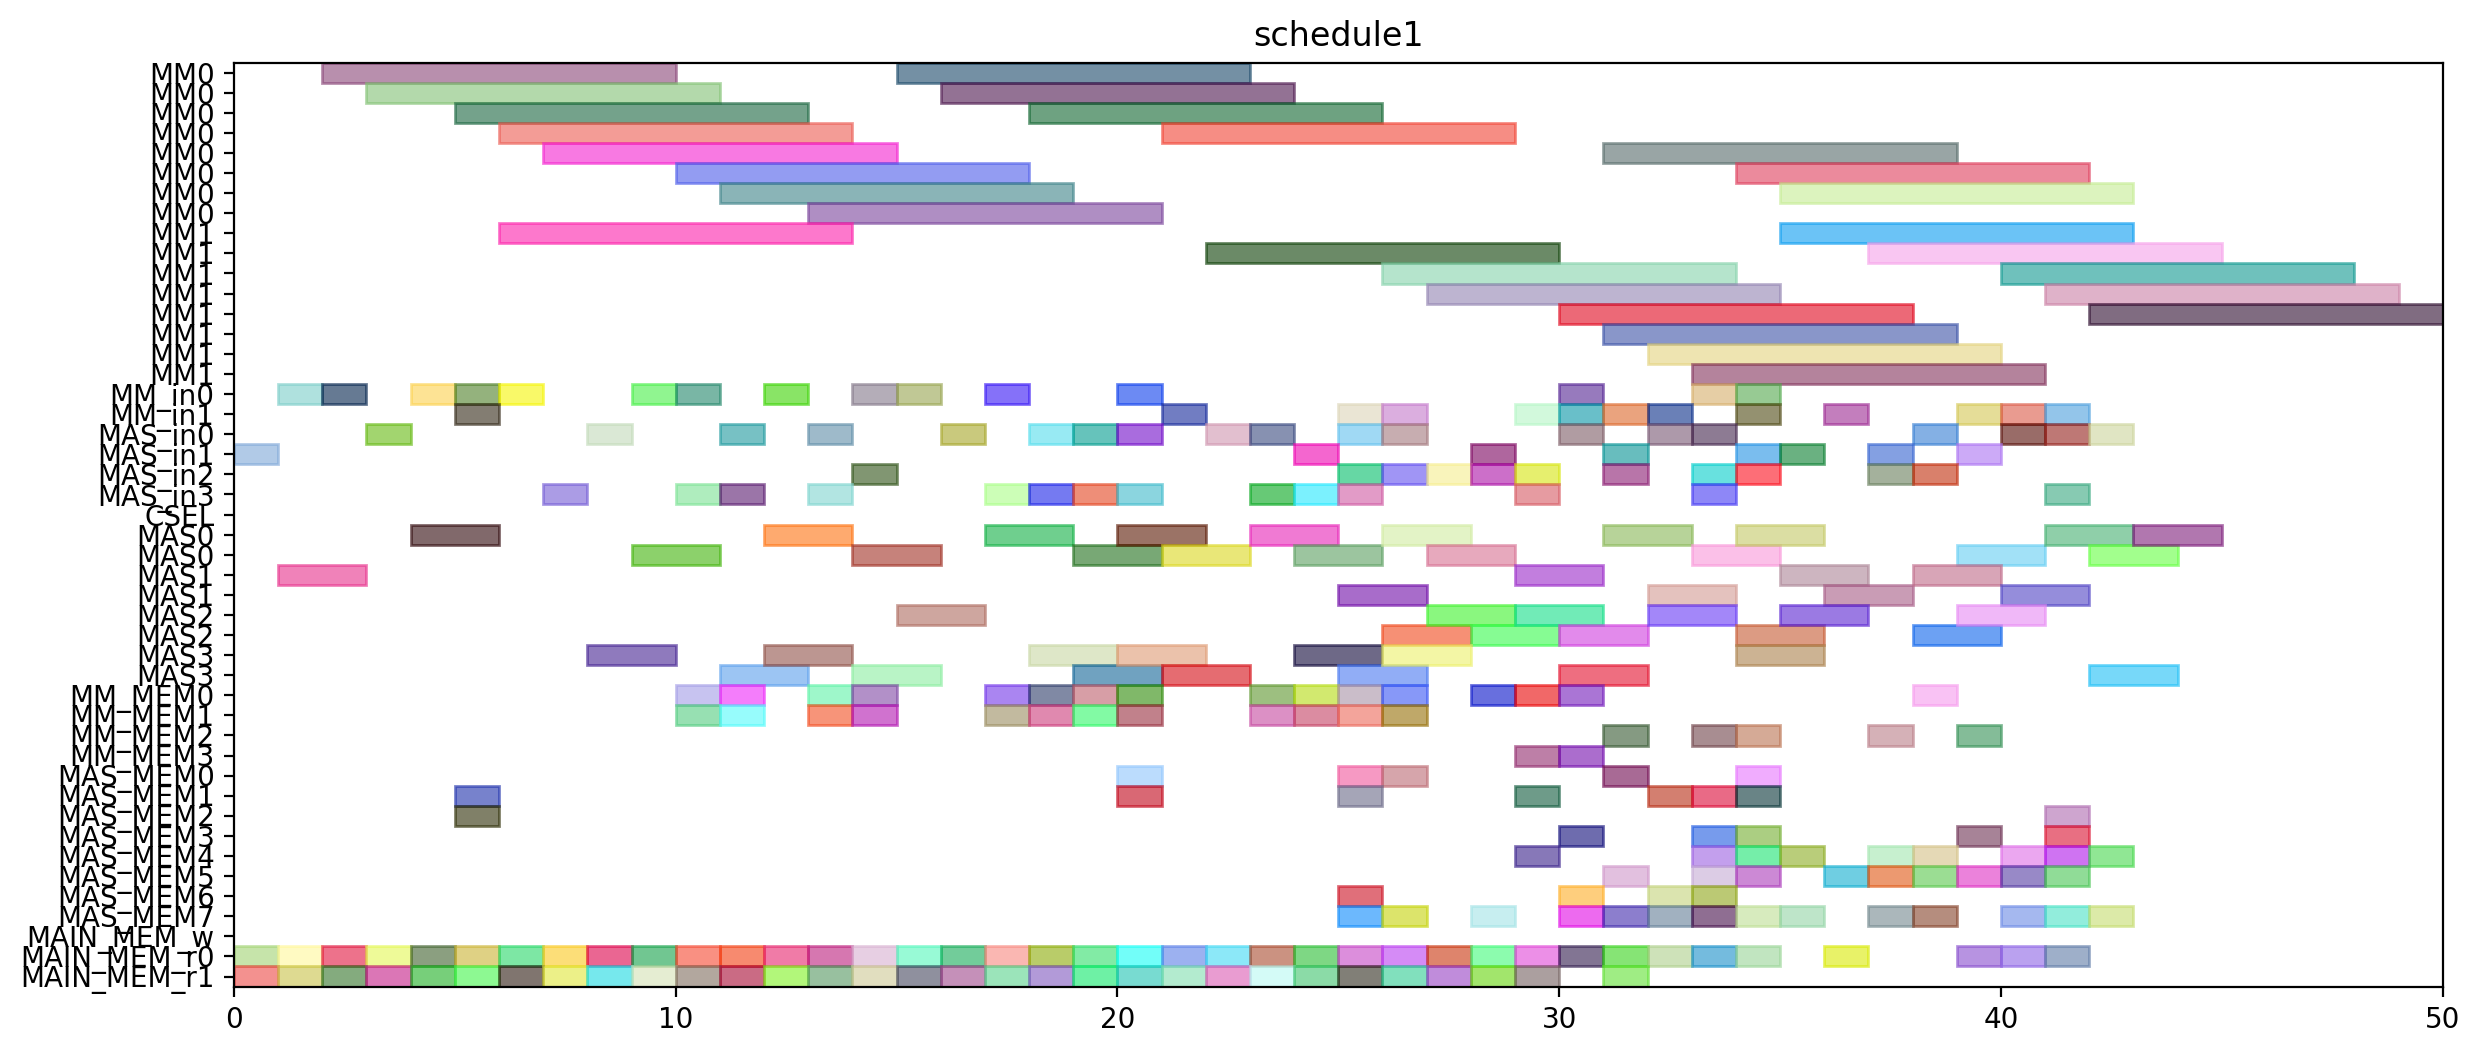 schedule1
MM0
MM0
MM0
MM0
MM0
MM0
MM0
MM0
MM1
MM1
MM1
MM1
MM1
MM1
MM1
MM1
MM_in0
MM_in1
MAS_in0
MAS_in1
MAS_in2
MAS_in3
CSEL
MAS0
MAS0
MAS1
MAS1
MAS2
MAS2
MAS3
MAS3
MM_MEM0
MM_MEM1
MM_MEM2
MM_MEM3
MAS_MEM0
MAS_MEM1
MAS_MEM2
MAS_MEM3
MAS_MEM4
MAS_MEM5
MAS_MEM6
MAS_MEM7
MAIN_MEM_w
MAIN_MEM_r0
MAIN_MEM_r1
0 10 20 30 40 50